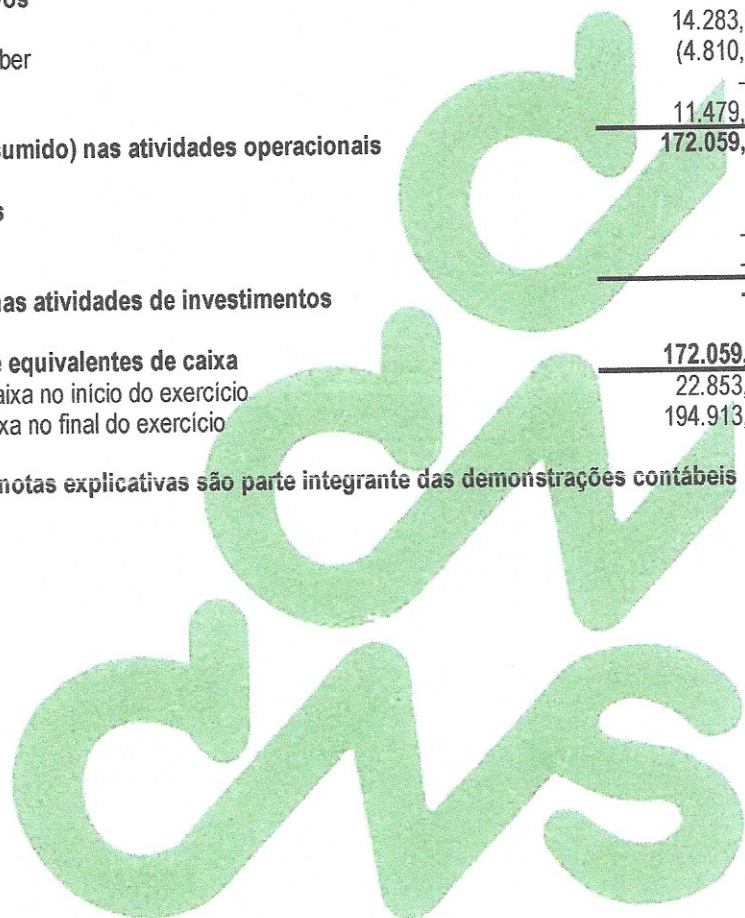 14.283,
ber (4.810,
-
11.479,
sumido) nas atividades operacionais 172.059,
s
-
-
nas atividades de investimentos -
e equivalentes de caixa 172.059,
aixa no início do exercício 22.853,
xa no final do exercício 194.913,
notas explicativas são parte integrante das demonstrações contábeis